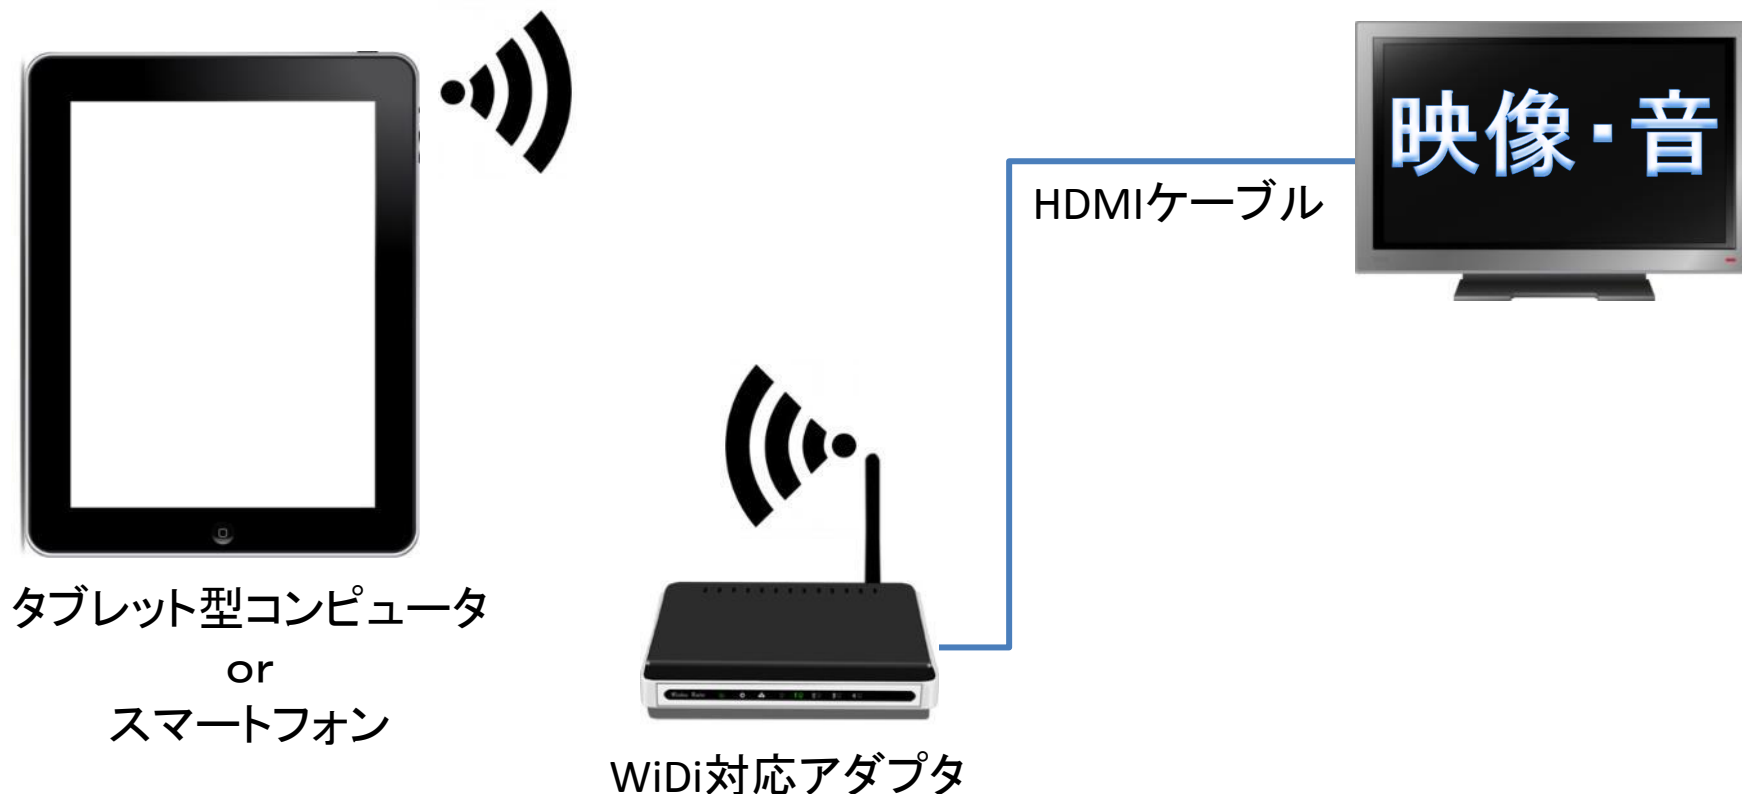 映像・音
HDMIケーブル
タブレット型コンピュータ
or
スマートフォン
WiDi対応アダプタ